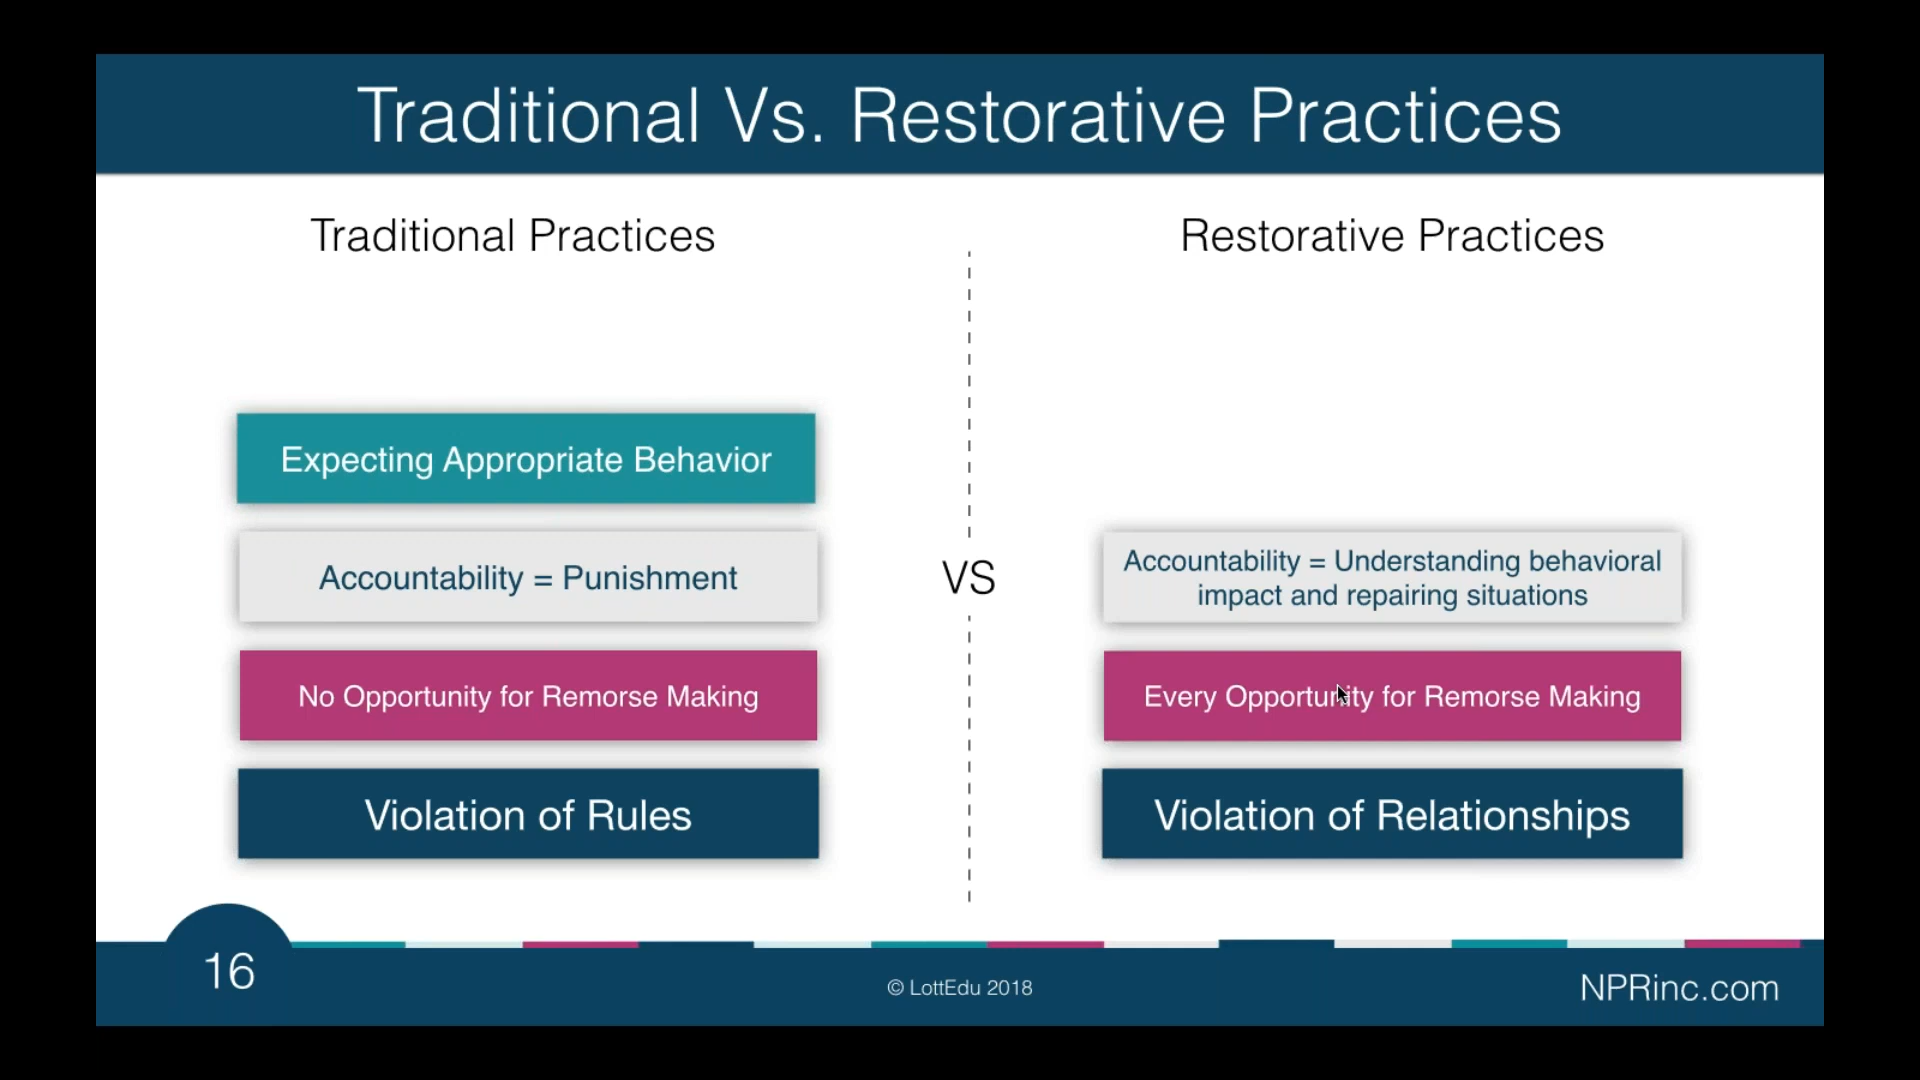 Traditional Vs. Restorative Practices
Traditional Practices
Restorative Practices
Expecting Appropriate Behavior
Accountability = Punishment
VS
Accountability = Understanding behavioral
impact and repairing situations
No Opportunity for Remorse Making
Every Opportunity for Remorse Making
Violation of Rules
Violation of Relationships
16
© LottEdu 2018
NPRinc.com